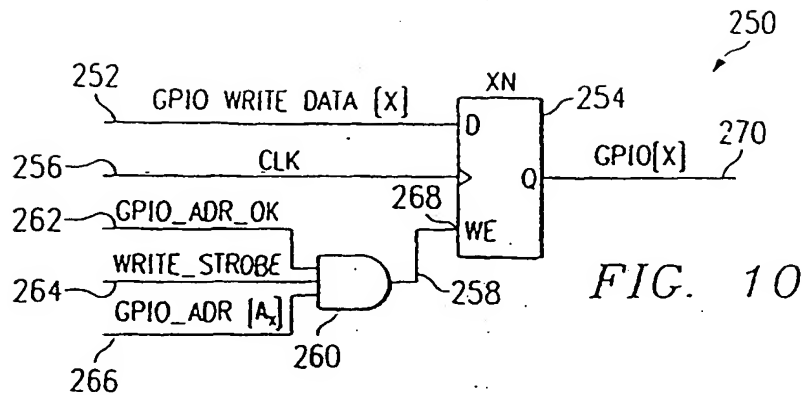 250
252
GPIO WRITE DATA [X]
XN
254
D
256
CLK
Q
GPIO[X]
270
262
GPIO_ADR_OK
268
WE
264
WRITE_STROBE
258
FIG. 10
GPIO_ADR [Ax]
266
260